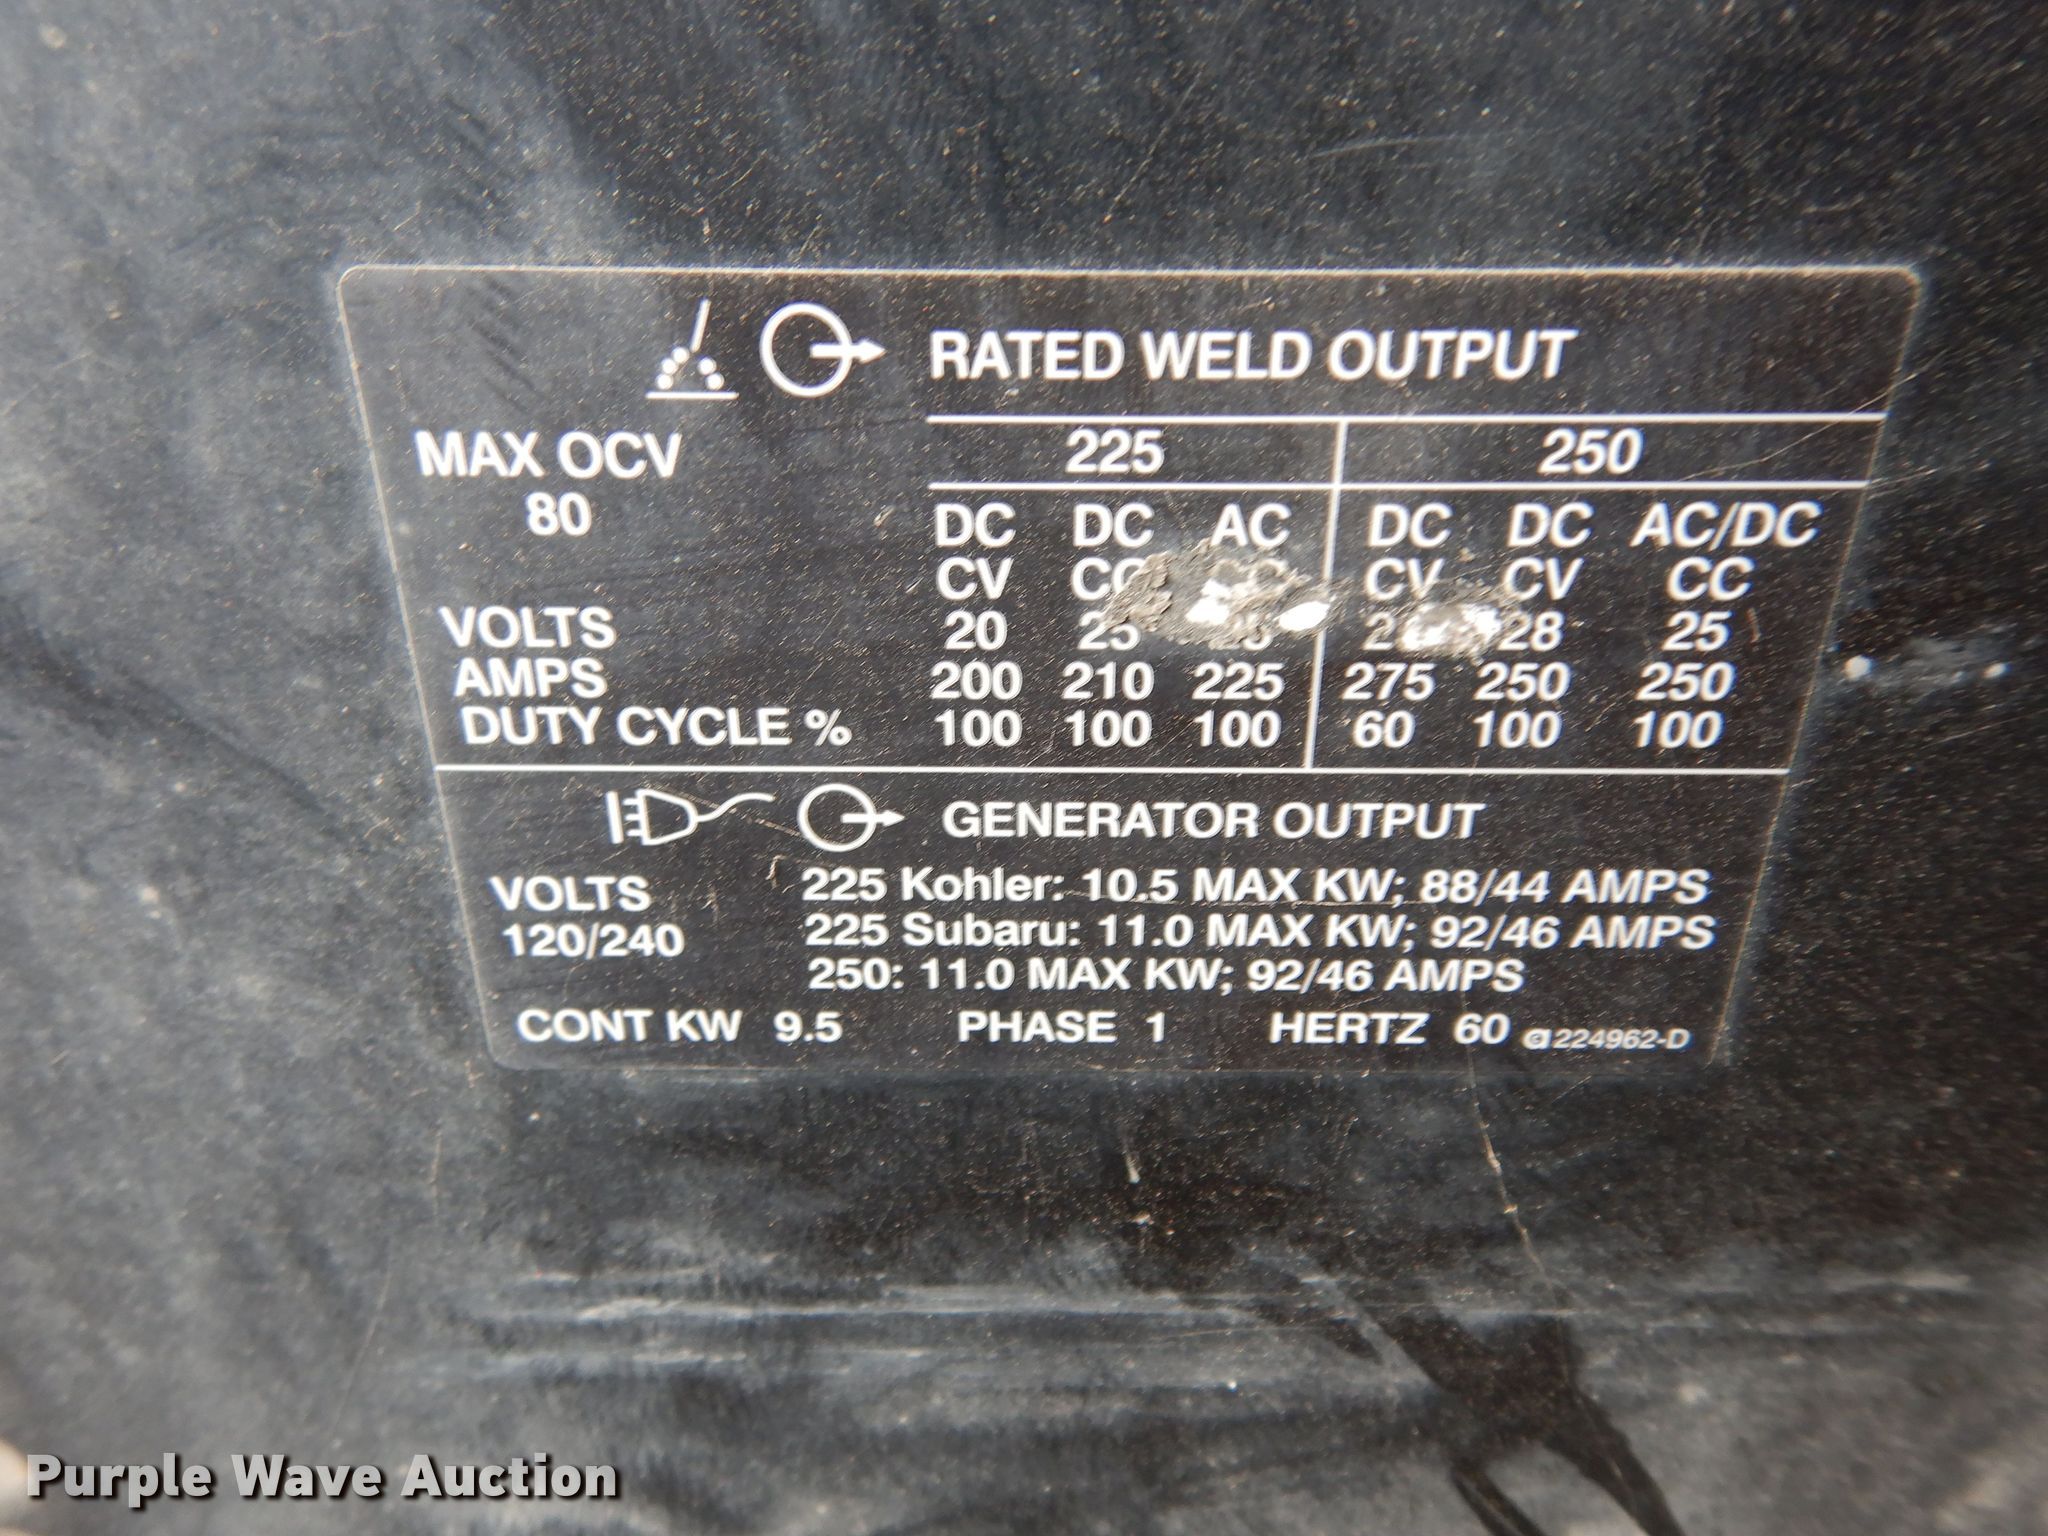 RATED WELD OUTPUT
MAX OCV 225 250
80
DC DC AC DC DC AC/DC
CV CV CV CC
VOLTS 20 25 28 25
AMPS 200 210 225 275 250 250
DUTY CYCLE % 100 100 100 60 100 100
GENERATOR OUTPUT
VOLTS 225 Kohler: 10.5 MAX KW; 88/44 AMPS
120/240 225 Subaru: 11.0 MAX KW; 92/46 AMPS
250: 11.0 MAX KW; 92/46 AMPS
CONT KW 9.5 PHASE 1 HERTZ 60 224962-D
Purple Wave Auction